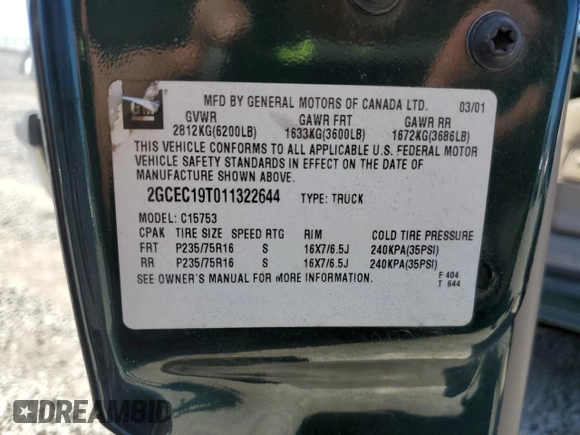 GM
MFD BY GENERAL MOTORS OF CANADA LTD. 03/01
GVWR GAWR FRT GAWR RR
2812KG(6200LB) 1633KG(3600LB) 1672KG(3686LB)
THIS VEHICLE CONFORMS TO ALL APPLICABLE U.S. FEDERAL MOTOR
VEHICLE SAFETY STANDARDS IN EFFECT ON THE DATE OF
MANUFACTURE SHOWN ABOVE.
2GCEC19T011322644 TYPE: TRUCK
MODEL: C15753
CPAK TIRE SIZE SPEED RTG RIM COLD TIRE PRESSURE
FRT P235/75R16 S 16X7/6.5J 240KPA(35PSI)
RR P235/75R16 S 16X7/6.5J 240KPA(35PSI)
SEE OWNER'S MANUAL FOR MORE INFORMATION.
F 404
T 644
DREAMBID